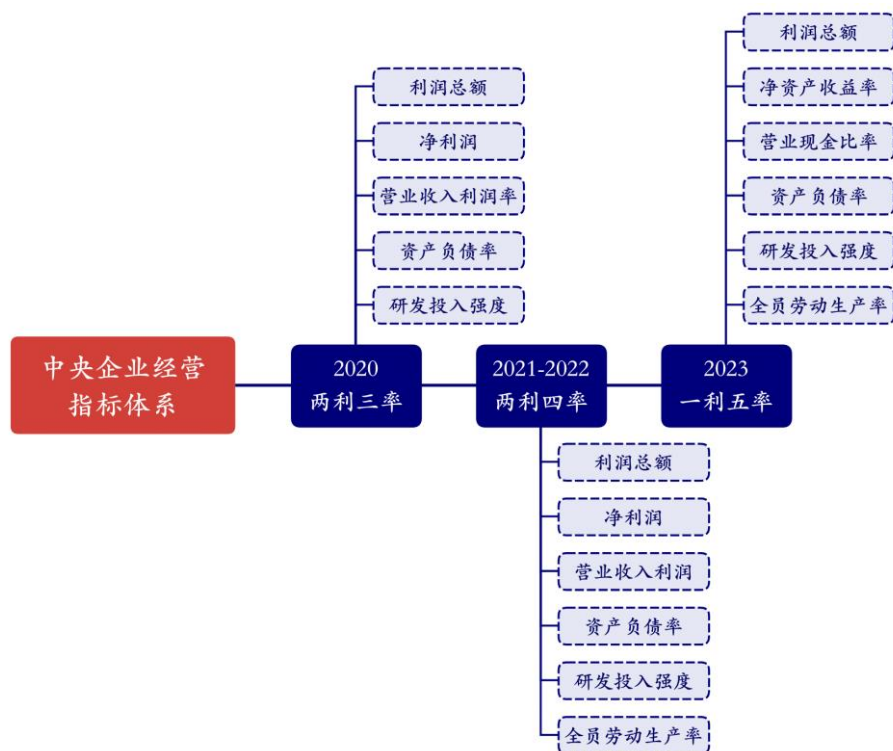 中央企业经营
指标体系
2020
两利三率
利润总额
净利润
营业收入利润率
资产负债率
研发投入强度
2021-2022
两利四率
利润总额
净利润
营业收入利润
资产负债率
研发投入强度
全员劳动生产率
2023
一利五率
利润总额
净资产收益率
营业现金比率
资产负债率
研发投入强度
全员劳动生产率